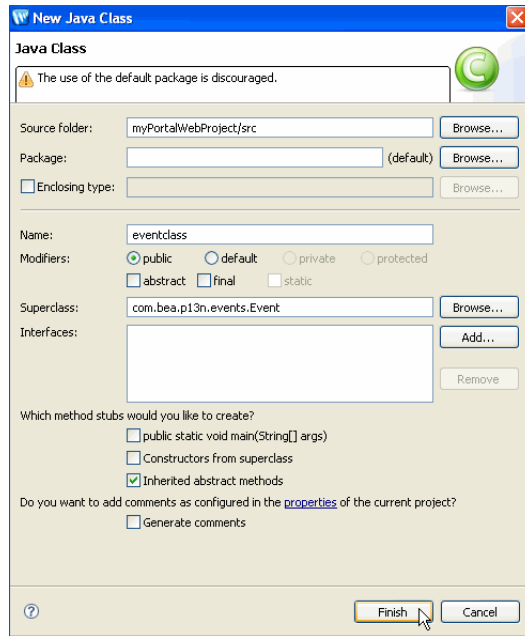 New Java Class
Java Class
The use of the default package is discouraged.
Source folder: myPortalWebProject/src Browse...
Package: (default) Browse...
Enclosing type: Browse...
Name: eventclass
Modifiers: public default private protected
abstract final static
Superclass: com.bea.p13n.events.Event Browse...
Interfaces: Add...
Remove
Which method stubs would you like to create?
public static void main(String[] args)
Constructors from superclass
Inherited abstract methods
Do you want to add comments as configured in the properties of the current project?
Generate comments
? Finish Cancel